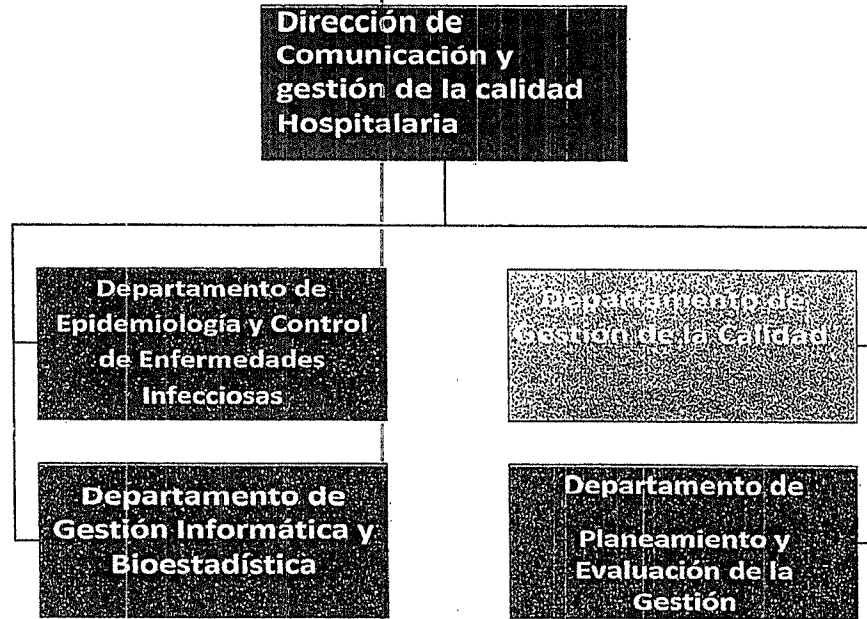 Dirección de
Comunicación y
gestión de la calidad
Hospitalaria
Departamento de
Epidemiología y Control
de Enfermedades
Infecciosas
Departamento de
Gestión de la Calidad
Departamento de
Gestión Informática y
Bioestadística
Departamento de
Planeamiento y
Evaluación de la
Gestión